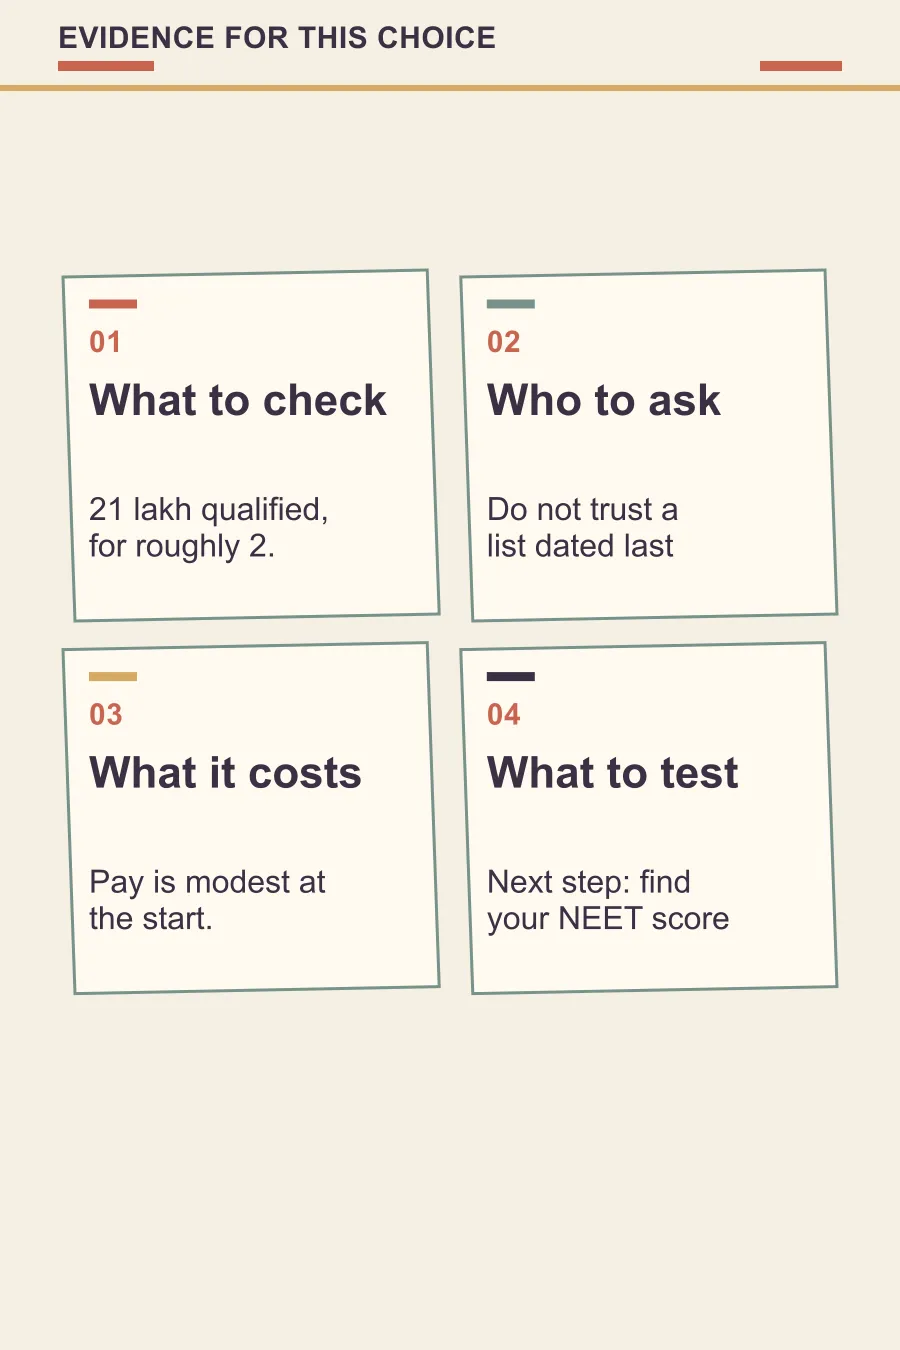 EVIDENCE FOR THIS CHOICE
01
What to check
21 lakh qualified,
for roughly 2.
02
Who to ask
Do not trust a
list dated last
03
What it costs
Pay is modest at
the start.
04
What to test
Next step: find
your NEET score